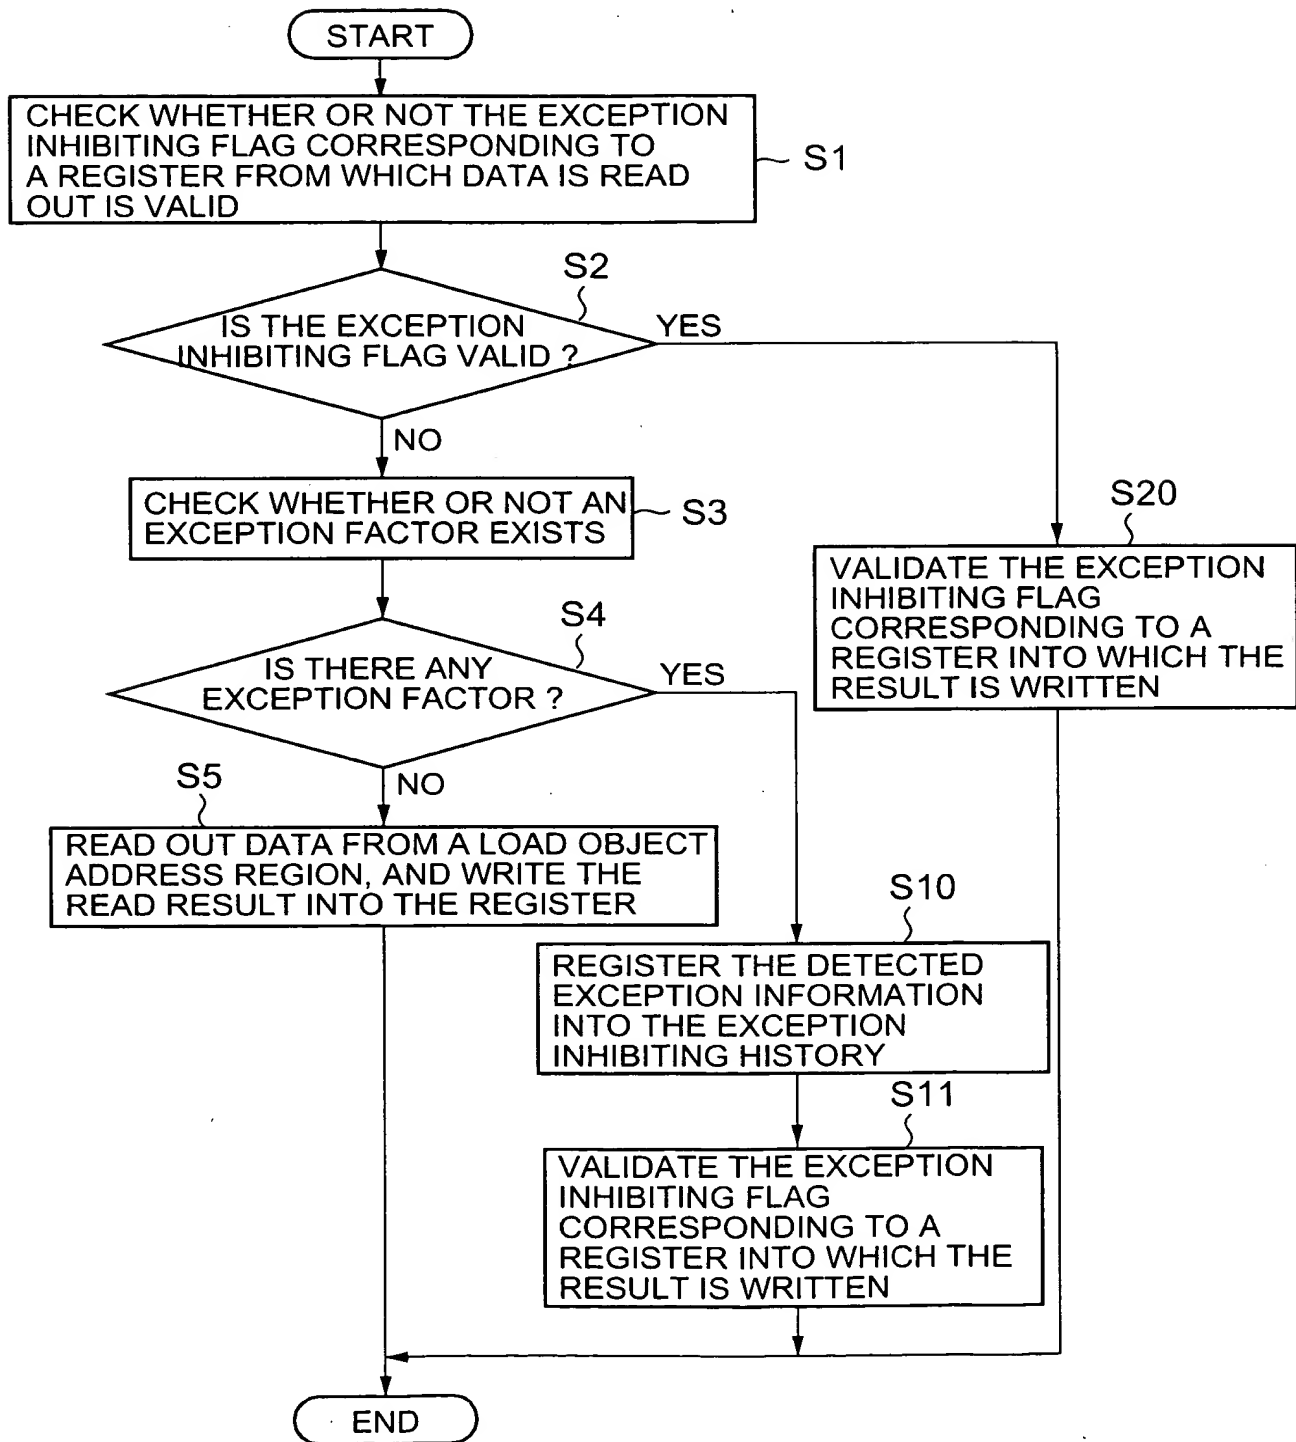 START
CHECK WHETHER OR NOT THE EXCEPTION
INHIBITING FLAG CORRESPONDING TO
A REGISTER FROM WHICH DATA IS READ
OUT IS VALID
S1
S2
IS THE EXCEPTION
INHIBITING FLAG VALID ?
YES
NO
CHECK WHETHER OR NOT AN
EXCEPTION FACTOR EXISTS
S3
S20
VALIDATE THE EXCEPTION
INHIBITING FLAG
CORRESPONDING TO A
REGISTER INTO WHICH THE
RESULT IS WRITTEN
S4
IS THERE ANY
EXCEPTION FACTOR ?
YES
NO
S5
READ OUT DATA FROM A LOAD OBJECT
ADDRESS REGION, AND WRITE THE
READ RESULT INTO THE REGISTER
S10
REGISTER THE DETECTED
EXCEPTION INFORMATION
INTO THE EXCEPTION
INHIBITING HISTORY
S11
VALIDATE THE EXCEPTION
INHIBITING FLAG
CORRESPONDING TO A
REGISTER INTO WHICH THE
RESULT IS WRITTEN
END